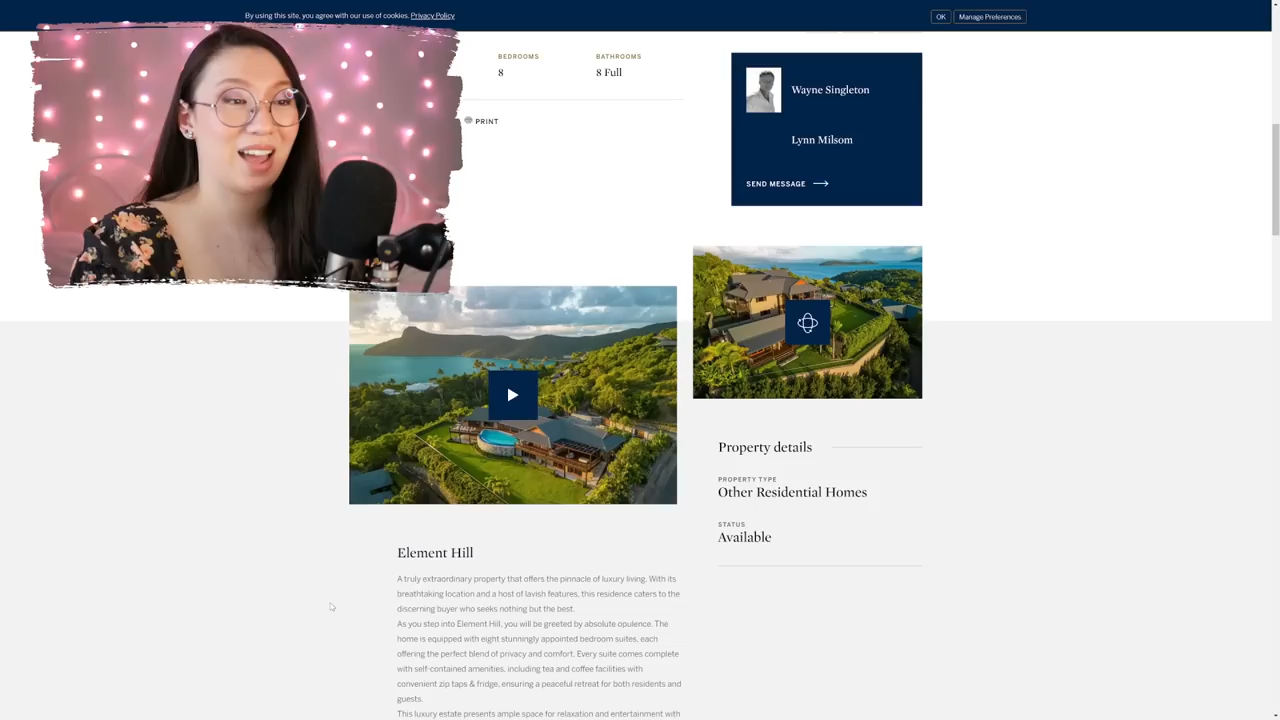 By using this site, you agree with our use of cookies. Privacy Policy
OK
Manage Preferences
BEDROOMS
8
BATHROOMS
8 Full
PRINT
Wayne Singleton
Lynn Milsom
SEND MESSAGE
Property details
PROPERTY TYPE
Other Residential Homes
STATUS
Available
Element Hill
A truly extraordinary property that offers the pinnacle of luxury living. With its
breathtaking location and a host of lavish features, this residence caters to the
discerning buyer who seeks nothing but the best.
As you step into Element Hill, you will be greeted by absolute opulence. The
home is equipped with eight stunningly appointed bedroom suites, each
offering the perfect blend of privacy and comfort. Every suite comes complete
with self-contained amenities, including tea and coffee facilities with
convenient zip taps & fridge, ensuring a peaceful retreat for both residents and
guests.
This luxury estate presents ample space for relaxation and entertainment with